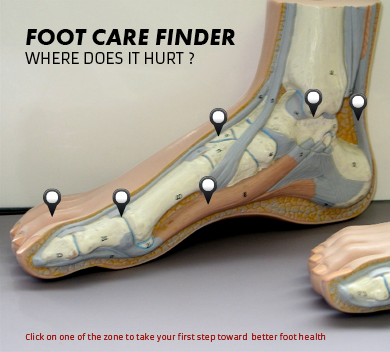 FOOT CARE FINDER
WHERE DOES IT HURT ?
Click on one of the zone to take your first step toward better foot health